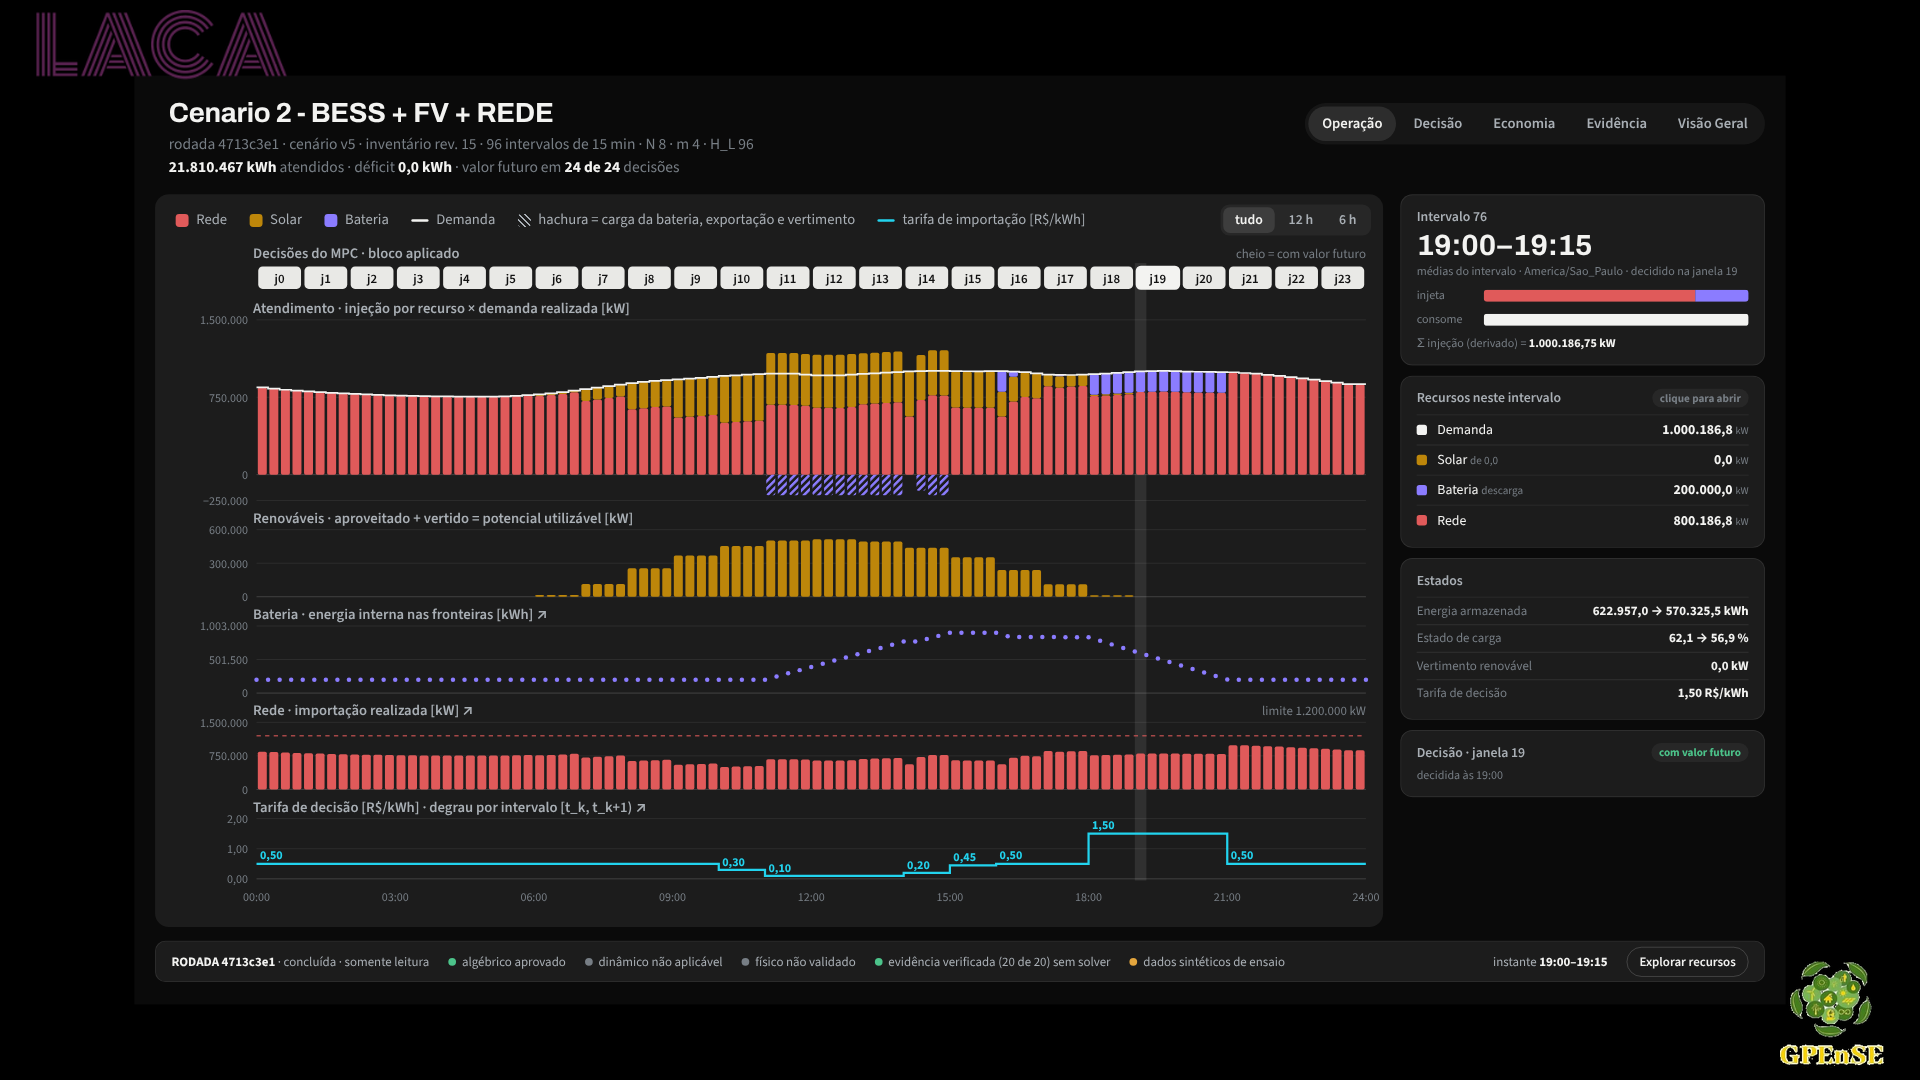 LACA
Cenario 2 - BESS + FV + REDE
rodada 4713c3e1 · cenário v5 · inventário rev. 15 · 96 intervalos de 15 min · N 8 · m 4 · H_L 96
21.810.467 kWh atendidos · déficit 0,0 kWh · valor futuro em 24 de 24 decisões
Operação Decisão Economia Evidência Visão Geral
Rede Solar Bateria Demanda hachura = carga da bateria, exportação e vertimento tarifa de importação [R$/kWh]
tudo 12 h 6 h
Decisões do MPC · bloco aplicado
cheio = com valor futuro
j0 j1 j2 j3 j4 j5 j6 j7 j8 j9 j10 j11 j12 j13 j14 j15 j16 j17 j18 j19 j20 j21 j22 j23
Atendimento · injeção por recurso × demanda realizada [kW]
1.500.000
750.000
0
−250.000
Renováveis · aproveitado + vertido = potencial utilizável [kW]
600.000
300.000
0
Bateria · energia interna nas fronteiras [kWh] ↗
1.003.000
501.500
0
Rede · importação realizada [kW] ↗
limite 1.200.000 kW
1.500.000
750.000
0
Tarifa de decisão [R$/kWh] · degrau por intervalo [t_k, t_k+1) ↗
2,00
1,00
0,00
0,50 0,30 0,10 0,20 0,45 0,50 1,50 0,50
00:00 03:00 06:00 09:00 12:00 15:00 18:00 21:00 24:00
Intervalo 76
19:00–19:15
médias do intervalo · America/Sao_Paulo · decidido na janela 19
injeta
consome
Σ injeção (derivado) = 1.000.186,75 kW
Recursos neste intervalo
clique para abrir
Demanda 1.000.186,8 kW
Solar de 0,0 0,0 kW
Bateria descarga 200.000,0 kW
Rede 800.186,8 kW
Estados
Energia armazenada 622.957,0 → 570.325,5 kWh
Estado de carga 62,1 → 56,9 %
Vertimento renovável 0,0 kW
Tarifa de decisão 1,50 R$/kWh
Decisão · janela 19
com valor futuro
decidida às 19:00
RODADA 4713c3e1 · concluída · somente leitura algébrico aprovado dinâmico não aplicável físico não validado evidência verificada (20 de 20) sem solver dados sintéticos de ensaio
instante 19:00–19:15 Explorar recursos
GPEnSE